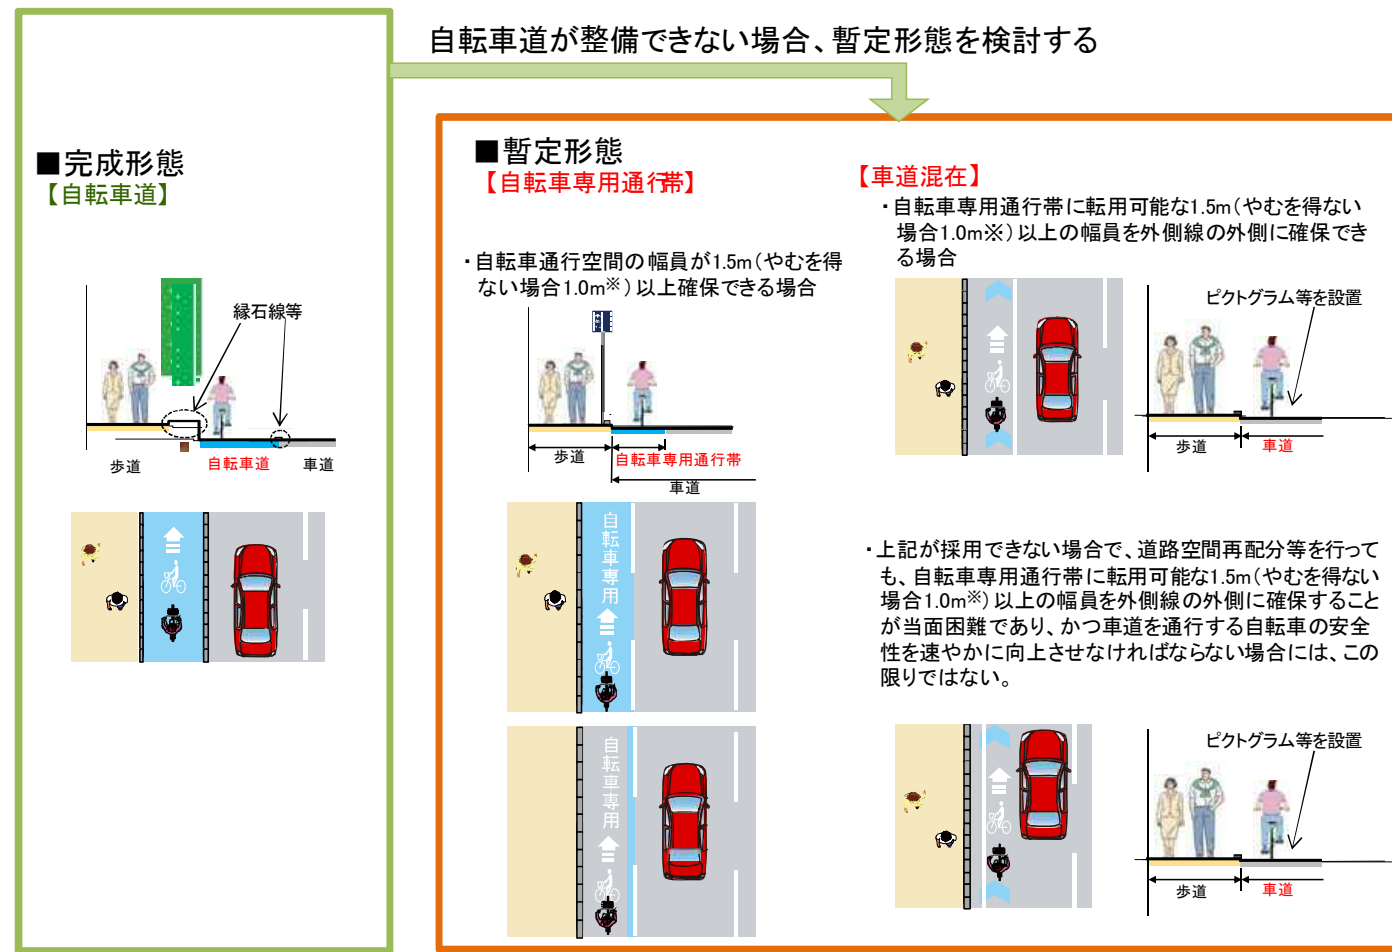 自転車道が整備できない場合、暫定形態を検討する
■完成形態
【自転車道】
縁石線等
歩道
自転車道
車道
■暫定形態
【自転車専用通行帯】
・自転車通行空間の幅員が1.5m(やむを得
ない場合1.0m※)以上確保できる場合
歩道
自転車専用通行帯
車道
自転車専用
自転車専用
【車道混在】
・自転車専用通行帯に転用可能な1.5m(やむを得ない
場合1.0m※)以上の幅員を外側線の外側に確保でき
る場合
ピクトグラム等を設置
歩道
車道
・上記が採用できない場合で、道路空間再配分等を行って
も、自転車専用通行帯に転用可能な1.5m(やむを得ない
場合1.0m※)以上の幅員を外側線の外側に確保すること
が当面困難であり、かつ車道を通行する自転車の安全
性を速やかに向上させなければならない場合には、この
限りではない。
ピクトグラム等を設置
歩道
車道